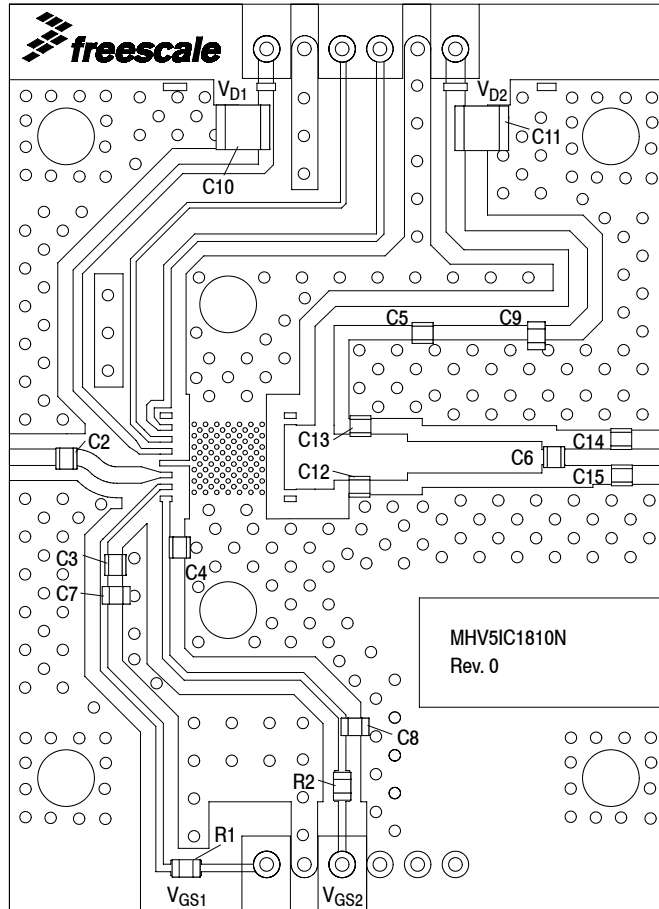 freescale
VD1
VD2
C10
C11
C5
C9
C2
C13
C14
C12
C6
C15
C3
C4
C7
MHV5IC1810N
Rev. 0
C8
R2
R1
VGS1
VGS2